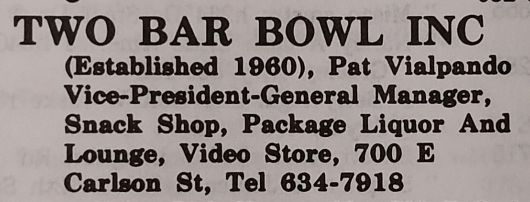 TWO BAR BOWL INC
(Established 1960), Pat Vialpando
Vice-President-General Manager,
Snack Shop, Package Liquor And
Lounge, Video Store, 700 E
Carlson St, Tel 634-7918